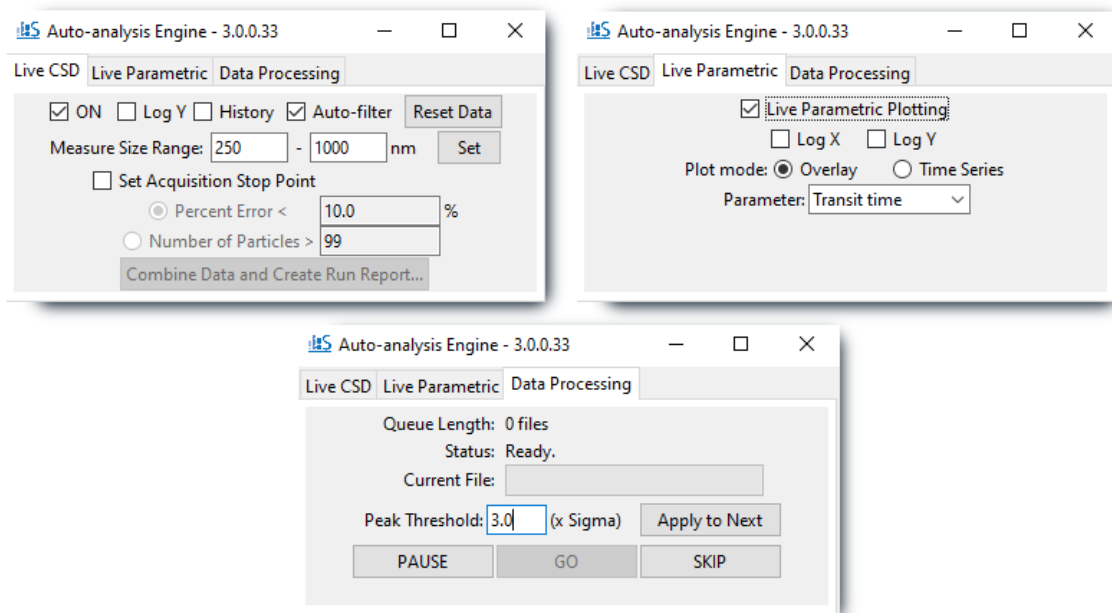 Auto-analysis Engine - 3.0.0.33
Live CSD Live Parametric Data Processing
ON Log Y History Auto-filter Reset Data
Measure Size Range: 250 - 1000 nm Set
Set Acquisition Stop Point
Percent Error < 10.0 %
Number of Particles > 99
Combine Data and Create Run Report...
Auto-analysis Engine - 3.0.0.33
Live CSD Live Parametric Data Processing
Live Parametric Plotting
Log X Log Y
Plot mode: Overlay Time Series
Parameter: Transit time
Auto-analysis Engine - 3.0.0.33
Live CSD Live Parametric Data Processing
Queue Length: 0 files
Status: Ready.
Current File:
Peak Threshold: 3.0 (x Sigma) Apply to Next
PAUSE GO SKIP